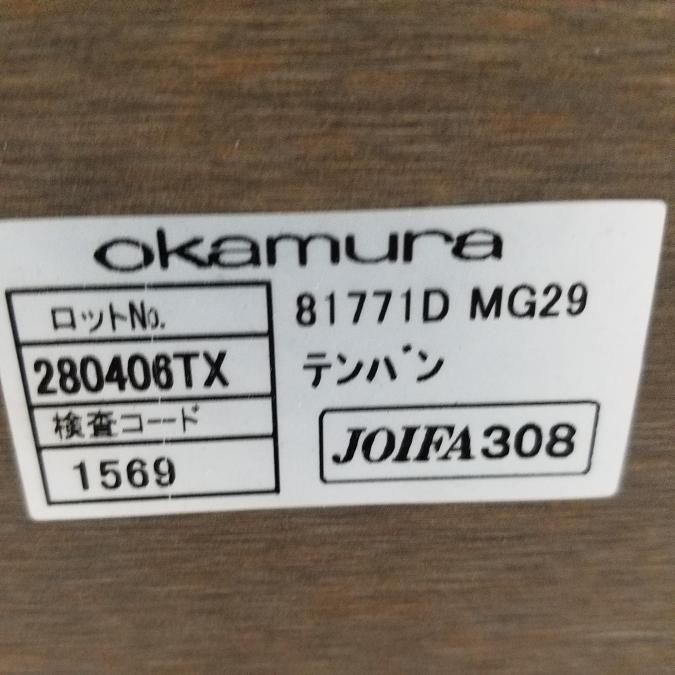 okamura
ロットNo.
280406TX
検査コード
1569
81771D MG29
テンバン
JOIFA308